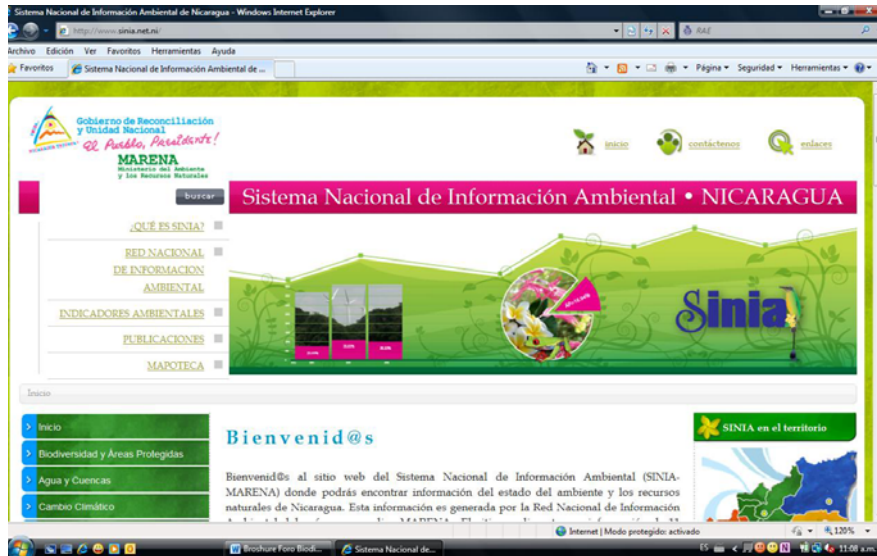 Sistema Nacional de Información Ambiental de Nicaragua - Windows Internet Explorer
http://www.sinia.net.ni/
RAE
Archivo Edición Ver Favoritos Herramientas Ayuda
Favoritos Sistema Nacional de Información Ambiental de ...
Página Seguridad Herramientas
Gobierno de Reconciliación
y Unidad Nacional
El Pueblo, Presidente!
MARENA
Ministerio del Ambiente
y los Recursos Naturales
inicio contáctenos enlaces
buscar
Sistema Nacional de Información Ambiental • NICARAGUA
¿QUÉ ES SINIA?
RED NACIONAL
DE INFORMACION
AMBIENTAL
INDICADORES AMBIENTALES
PUBLICACIONES
MAPOTECA
Sinia
Inicio
Inicio
Biodiversidad y Áreas Protegidas
Agua y Cuencas
Cambio Climático
Bienvenid@s
Bienvenid@s al sitio web del Sistema Nacional de Información Ambiental (SINIA-
MARENA) donde podrás encontrar información del estado del ambiente y los recursos
naturales de Nicaragua. Esta información es generada por la Red Nacional de Información
SINIA en el territorio
Internet | Modo protegido: activado 120%
Broshure Foro Biodi... Sistema Nacional de...
ES 11:08 a.m.